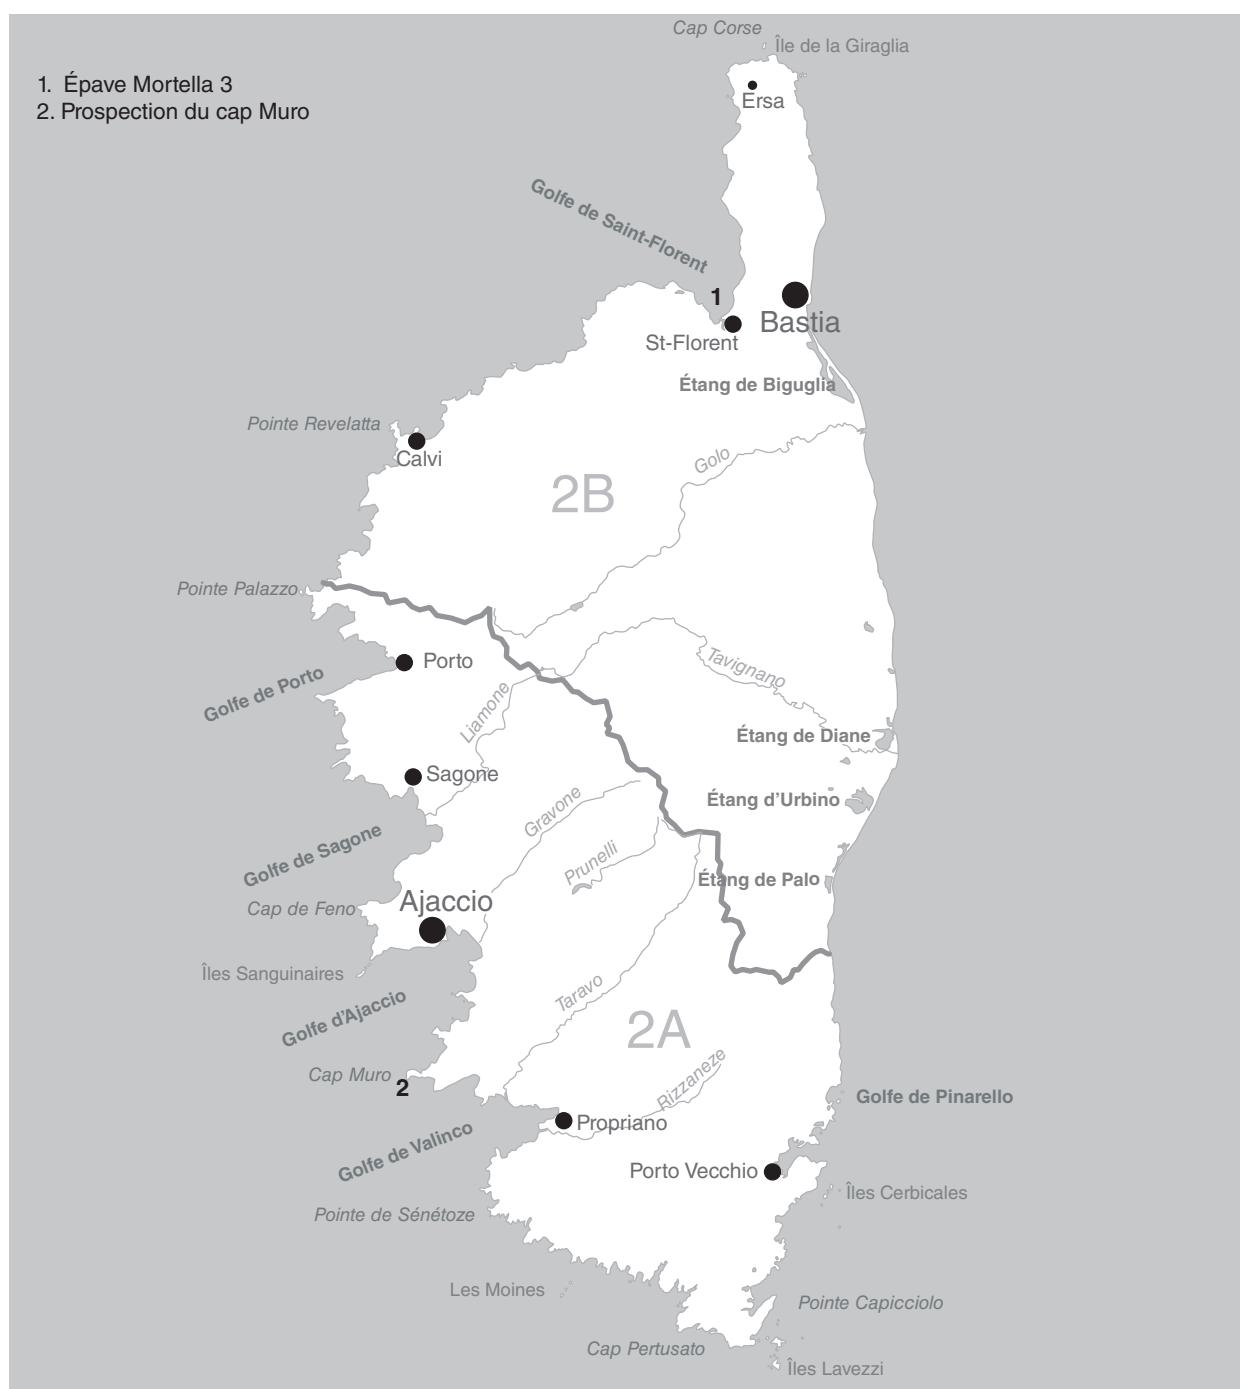 Cap Corse
Île de la Giraglia
1. Épave Mortella 3
2. Prospection du cap Muro
Ersa
Golfe de Saint-Florent
1
Bastia
St-Florent
Étang de Biguglia
Pointe Revelatta
Calvi
Golo
2B
Pointe Palazzo
Porto
Tavignano
Golfe de Porto
Liamone
Étang de Diane
Sagone
Étang d'Urbino
Gravone
Golfe de Sagone
Prunelli
Étang de Palo
Cap de Feno
Ajaccio
Îles Sanguinaires
Taravo
Golfe d'Ajaccio
2A
Cap Muro
2
Rizzaneze
Golfe de Pinarello
Propriano
Golfe de Valinco
Porto Vecchio
Îles Cerbicales
Pointe de Sénétoze
Les Moines
Pointe Capicciolo
Cap Pertusato
Îles Lavezzi